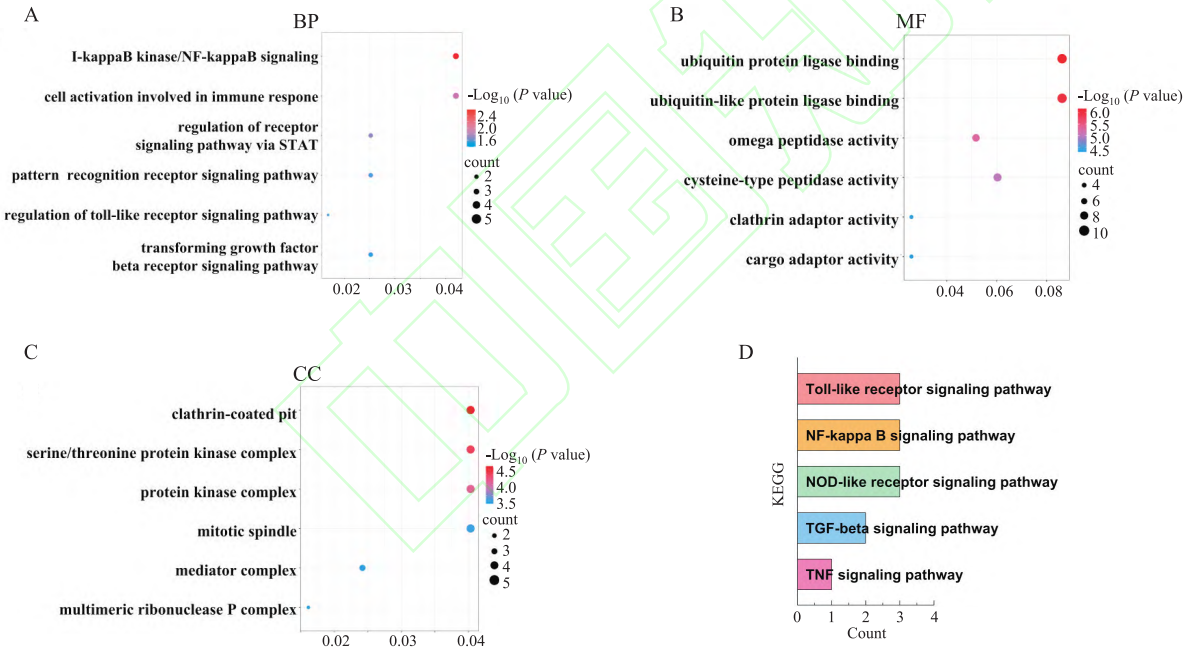 A
BP
I-kappaB kinase/NF-kappaB signaling
cell activation involved in immune respone
regulation of receptor
signaling pathway via STAT
pattern recognition receptor signaling pathway
regulation of toll-like receptor signaling pathway
transforming growth factor
beta receptor signaling pathway
0.02 0.03 0.04
-Log10 (P value)
2.4
2.0
1.6
count
2
3
4
5
B
MF
ubiquitin protein ligase binding
ubiquitin-like protein ligase binding
omega peptidase activity
cysteine-type peptidase activity
clathrin adaptor activity
cargo adaptor activity
0.04 0.06 0.08
-Log10 (P value)
6.0
5.5
5.0
4.5
count
4
6
8
10
C
CC
clathrin-coated pit
serine/threonine protein kinase complex
protein kinase complex
mitotic spindle
mediator complex
multimeric ribonuclease P complex
0.02 0.03 0.04
-Log10 (P value)
4.5
4.0
3.5
count
2
3
4
5
D
KEGG
Toll-like receptor signaling pathway
NF-kappa B signaling pathway
NOD-like receptor signaling pathway
TGF-beta signaling pathway
TNF signaling pathway
0 1 2 3 4
Count